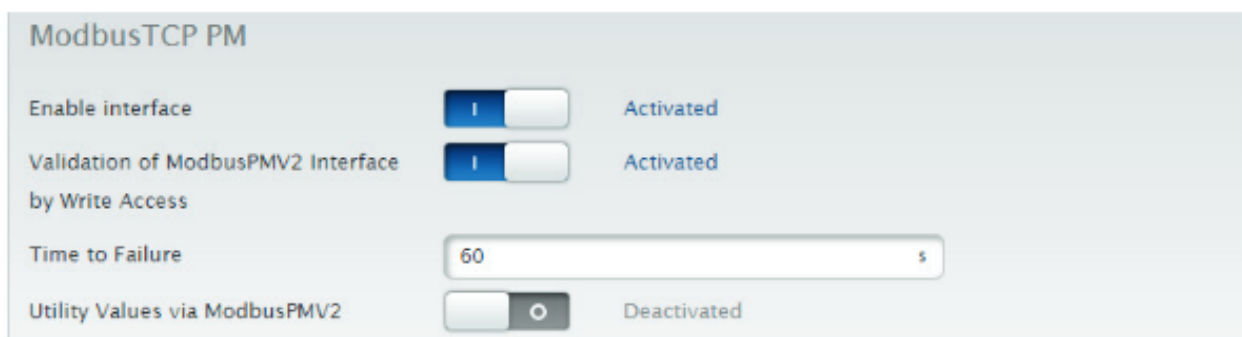 ModbusTCP PM
Enable interface I Activated
Validation of ModbusPMV2 Interface I Activated
by Write Access
Time to Failure 60 s
Utility Values via ModbusPMV2 O Deactivated